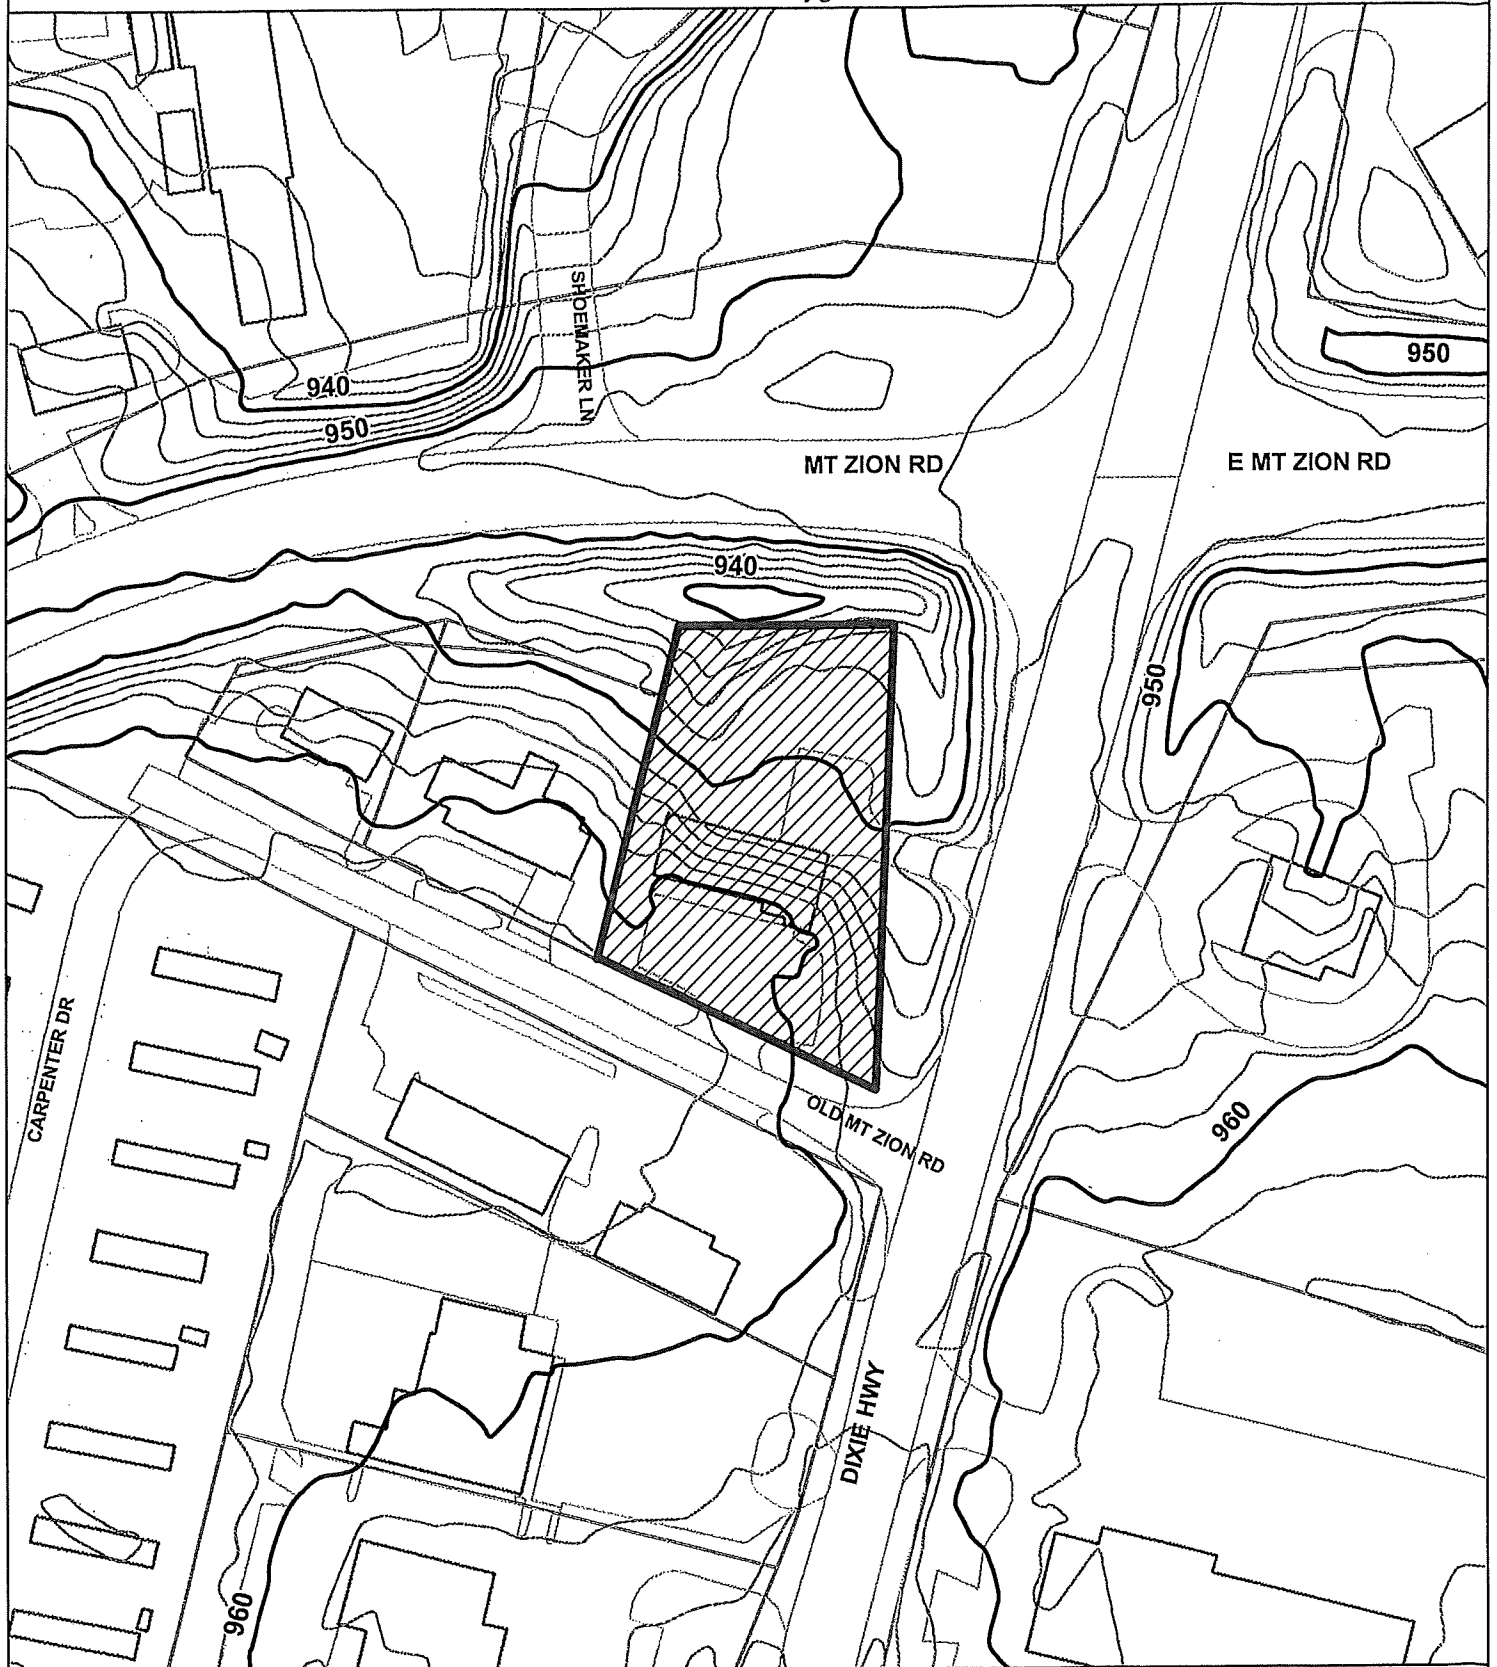 SHOEMAKER LN
940
950
950
MT ZION RD
E MT ZION RD
940
950
CARPENTER DR
OLD MT ZION RD
960
DIXIE HWY
960